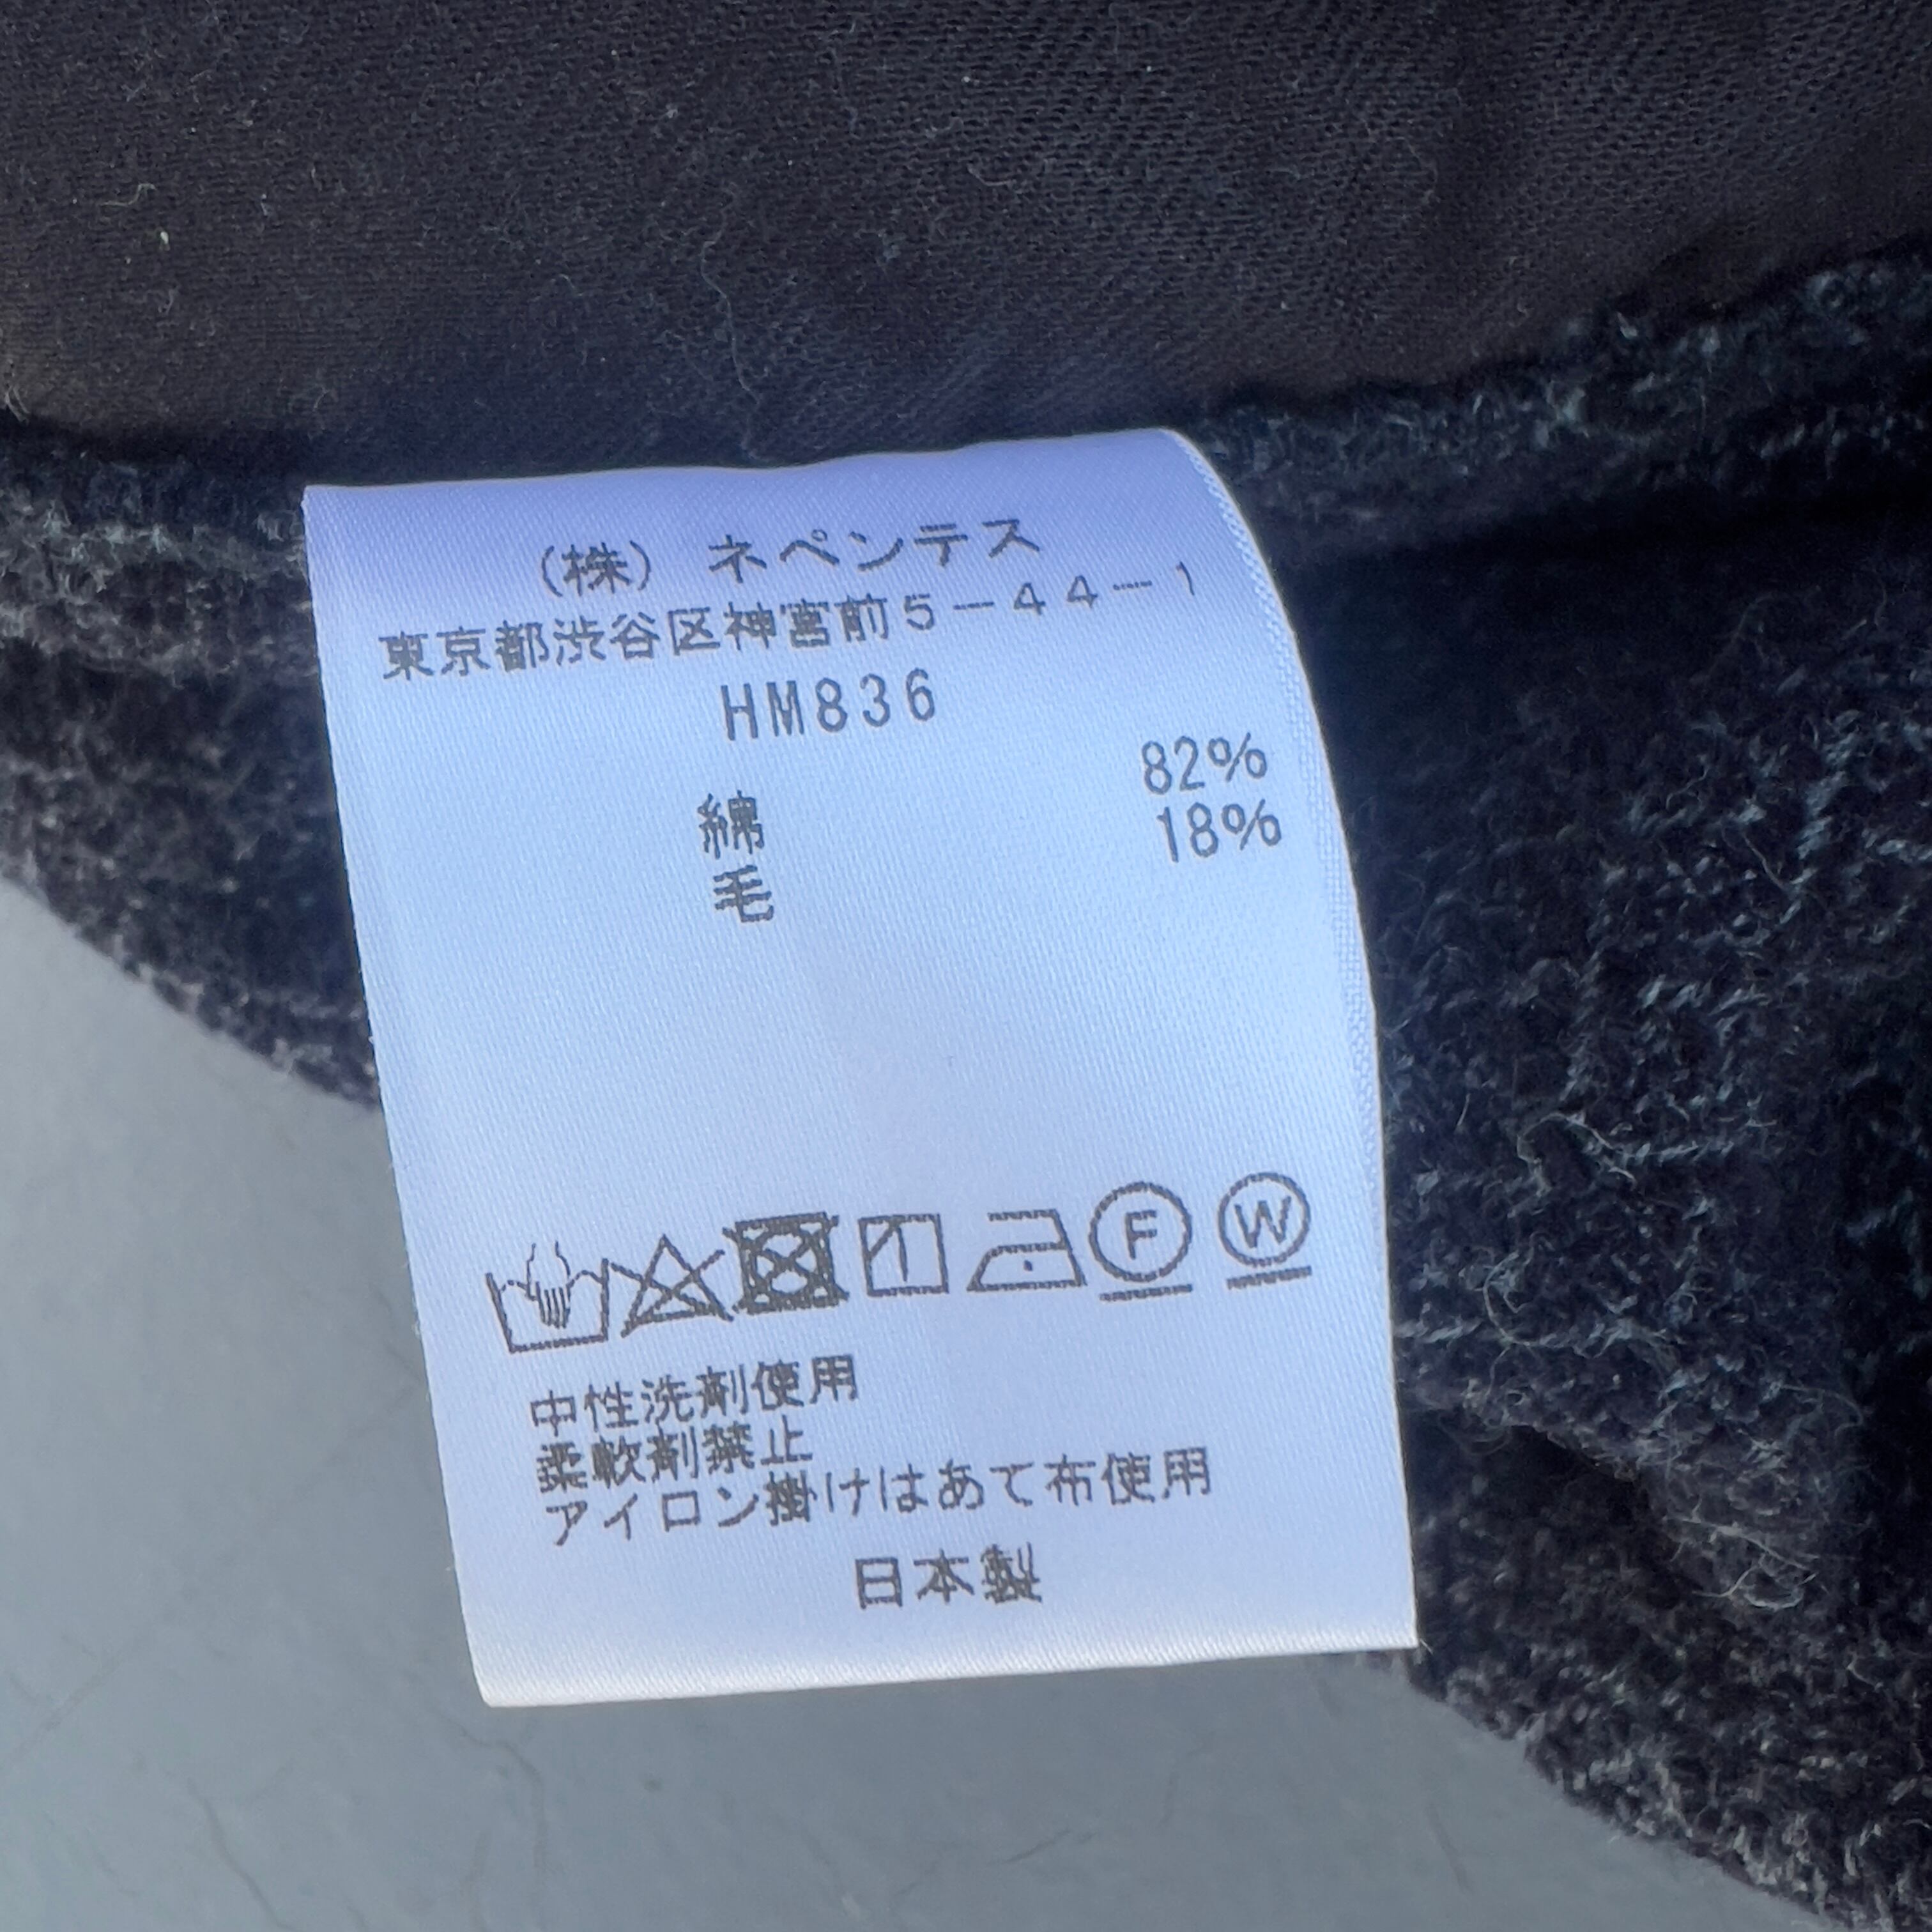 (株) ネペンテス
東京都渋谷区神宮前5-44-1
HM836
綿 82%
毛 18%
F W
中性洗剤使用
柔軟剤禁止
アイロン掛けはあて布使用
日本製